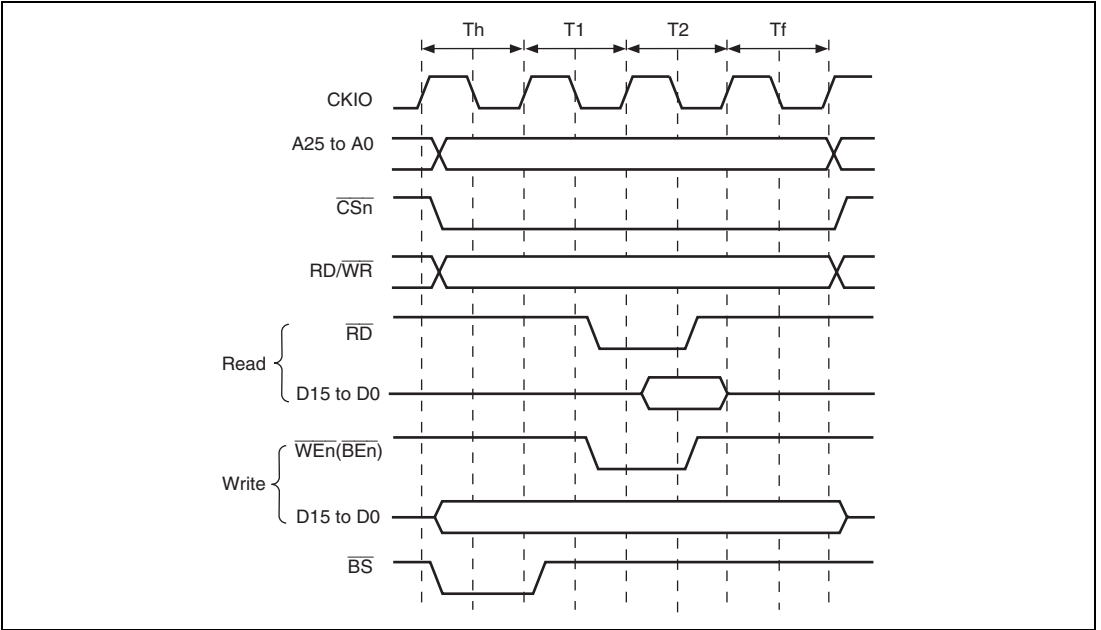 Th T1 T2 Tf
CKIO
A25 to A0
CSn
RD/WR
RD
Read
D15 to D0
WEn(BEn)
Write
D15 to D0
BS